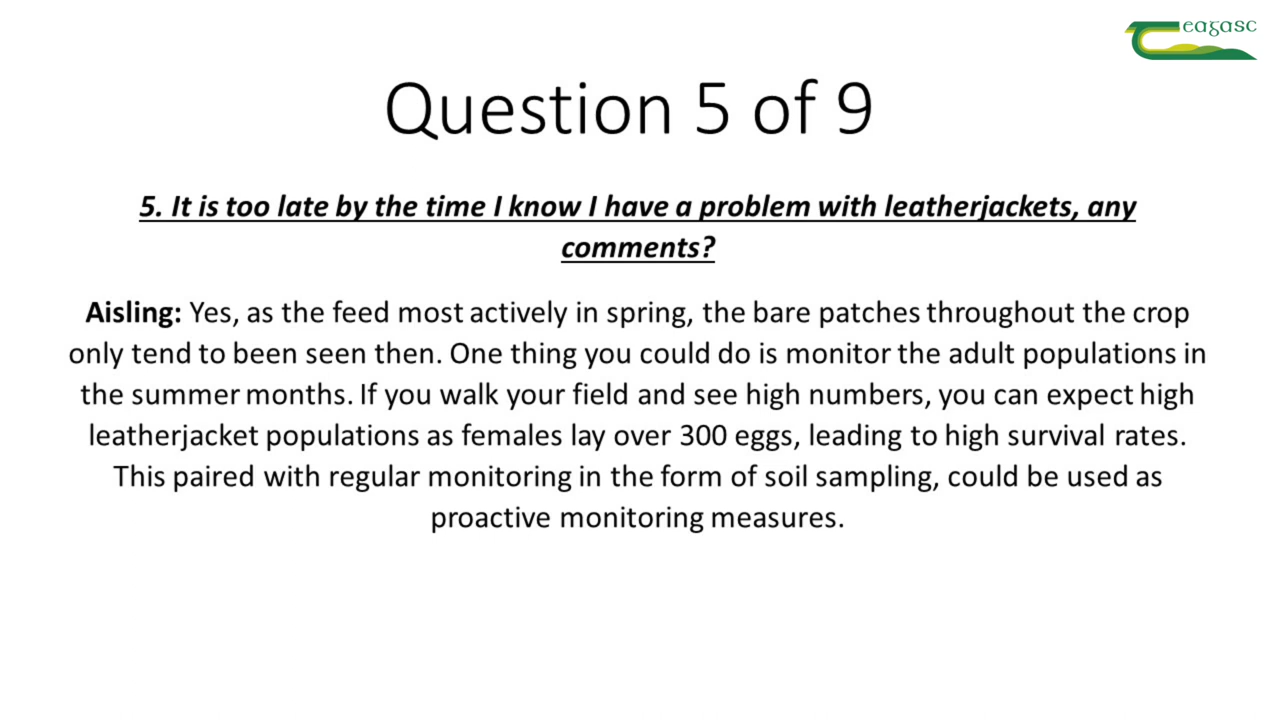 eagasc
Question 5 of 9
5. It is too late by the time I know I have a problem with leatherjackets, any
comments?
Aisling: Yes, as the feed most actively in spring, the bare patches throughout the crop
only tend to been seen then. One thing you could do is monitor the adult populations in
the summer months. If you walk your field and see high numbers, you can expect high
leatherjacket populations as females lay over 300 eggs, leading to high survival rates.
This paired with regular monitoring in the form of soil sampling, could be used as
proactive monitoring measures.